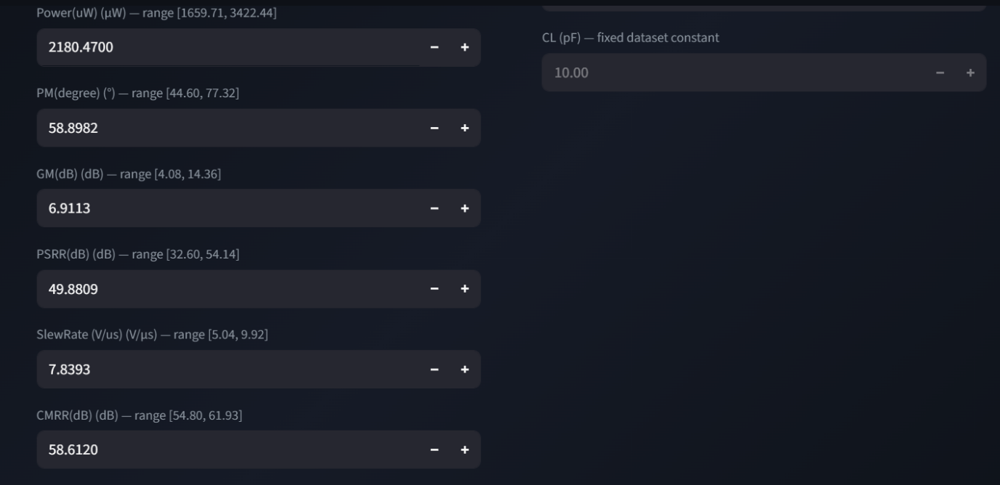 Power(uW) (µW) — range [1659.71, 3422.44]
2180.4700
− +
PM(degree) (°) — range [44.60, 77.32]
58.8982
− +
GM(dB) (dB) — range [4.08, 14.36]
6.9113
− +
PSRR(dB) (dB) — range [32.60, 54.14]
49.8809
− +
SlewRate (V/us) (V/µs) — range [5.04, 9.92]
7.8393
− +
CMRR(dB) (dB) — range [54.80, 61.93]
58.6120
− +
CL (pF) — fixed dataset constant
10.00
− +